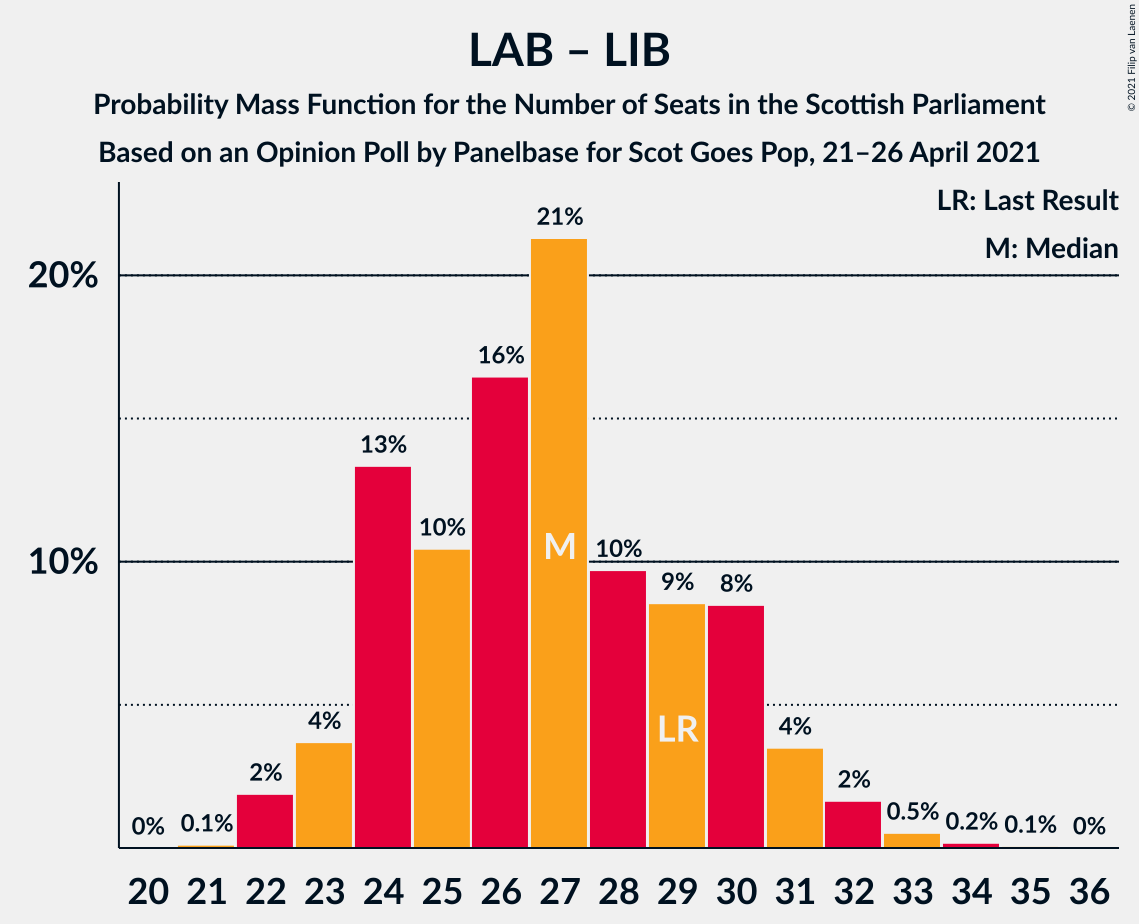 LAB – LIB
Probability Mass Function for the Number of Seats in the Scottish Parliament
Based on an Opinion Poll by Panelbase for Scot Goes Pop, 21–26 April 2021
© 2021 Filip van Laenen
LR: Last Result
M: Median
20%
10%
0%
0.1%
2%
4%
13%
10%
16%
21%
10%
9%
8%
4%
2%
0.5%
0.2%
0.1%
0%
M
LR
20 21 22 23 24 25 26 27 28 29 30 31 32 33 34 35 36